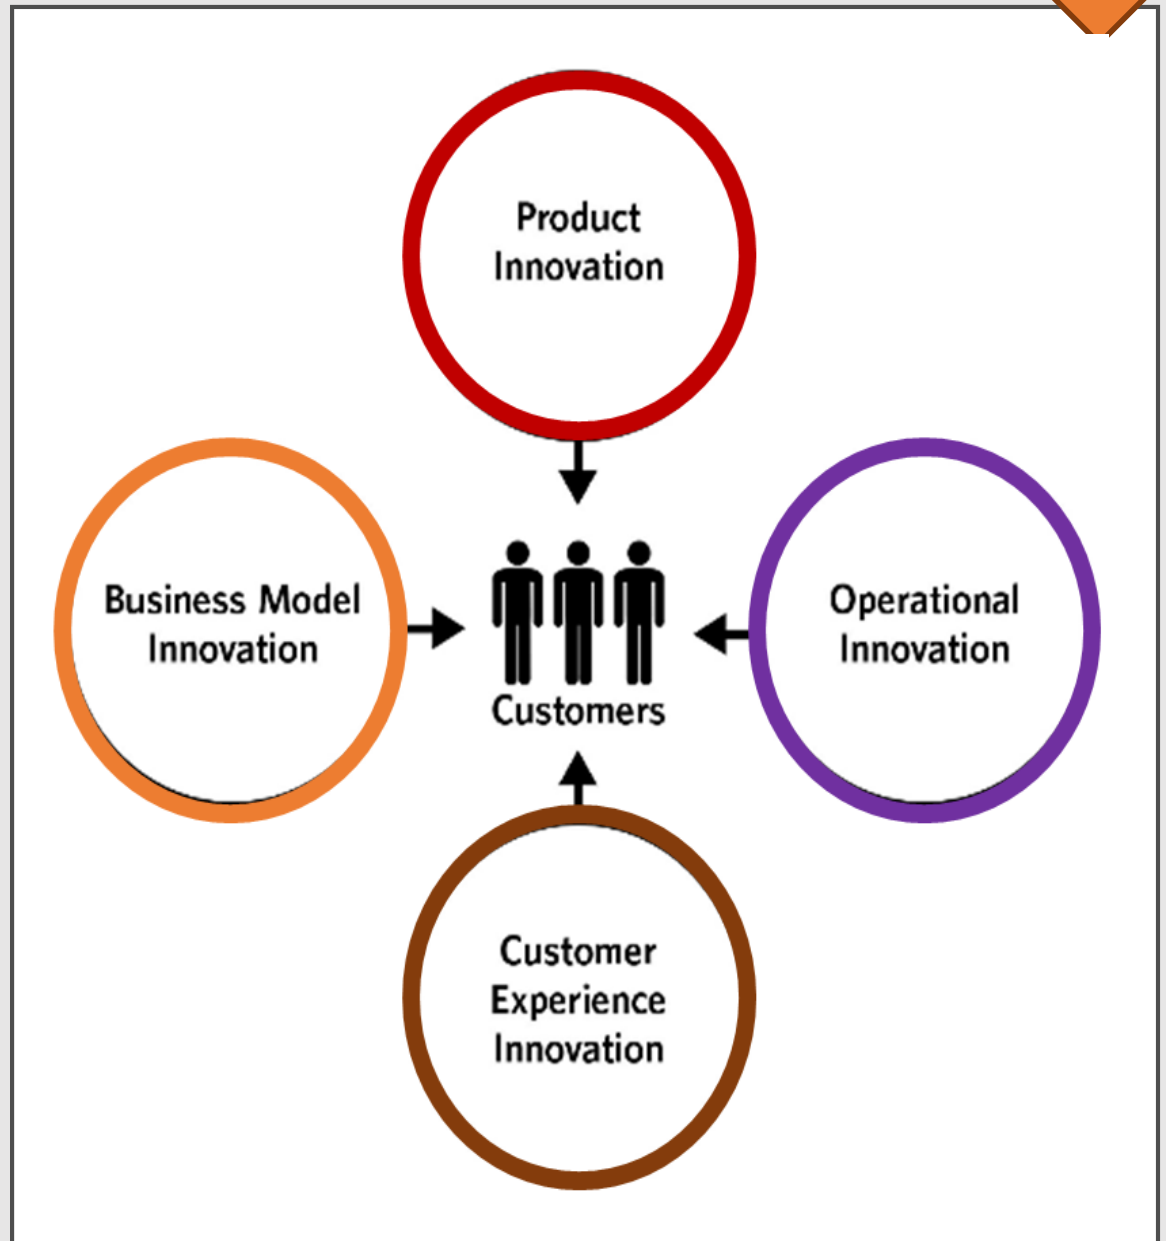 Product
Innovation
Business Model
Innovation
Customers
Operational
Innovation
Customer
Experience
Innovation